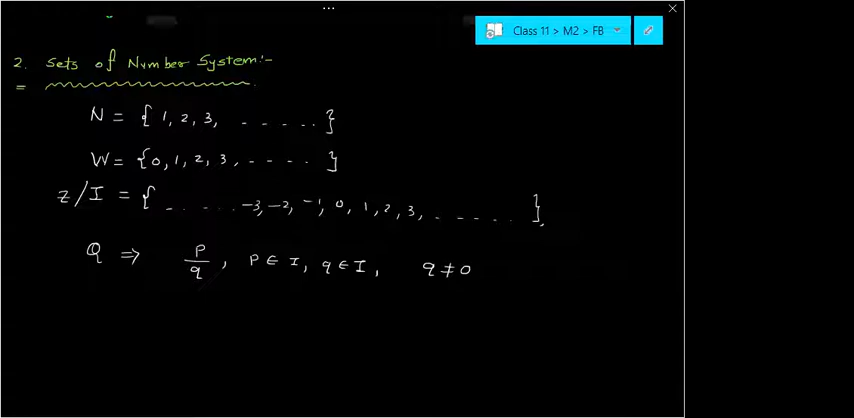 Class 11 > M2 > FB
2. Sets of Number System:-
N = { 1, 2, 3, ...... }
W = {0, 1, 2, 3, ...... }
Z/I = { ...... -3, -2, -1, 0, 1, 2, 3, ...... }.
Q ⇒ p/q, P ∈ I, q ∈ I, q ≠ 0